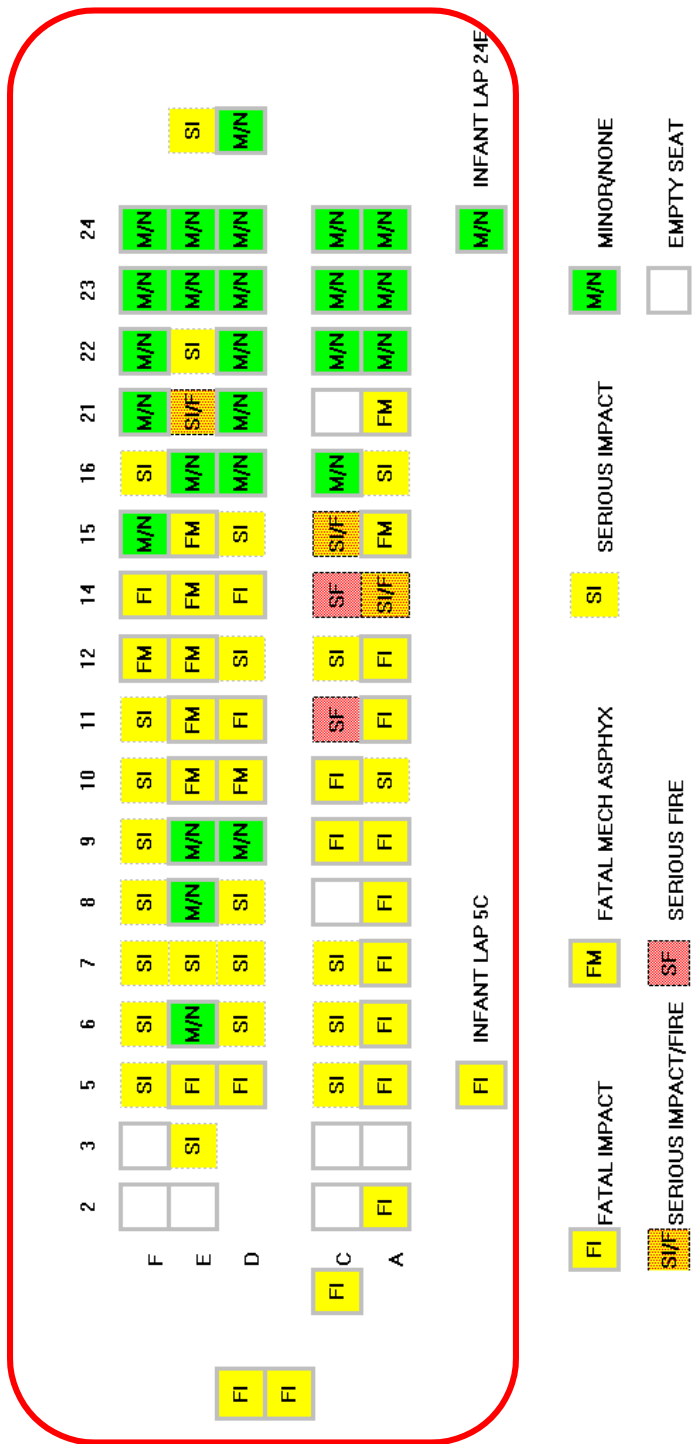 2 3 5 6 7 8 9 10 11 12 14 15 16 21 22 23 24
F SI SI SI SI SI SI SI FM FI M/N SI M/N M/N M/N M/N
E SI FI M/N SI M/N M/N FM FM FM FM FM M/N SI/F SI M/N M/N SI
FI D FI SI SI SI M/N FM FI SI FI SI M/N M/N M/N M/N M/N M/N
FI
FI C SI SI SI FI FI SF SI SF SI/F M/N M/N M/N M/N
A FI FI FI FI FI FI SI FI FI SI/F FM SI FM M/N M/N M/N
FI INFANT LAP 5C M/N INFANT LAP 24E
FI FATAL IMPACT FM FATAL MECH ASPHYX SI SERIOUS IMPACT M/N MINOR/NONE
SI/F SERIOUS IMPACT/FIRE SF SERIOUS FIRE EMPTY SEAT